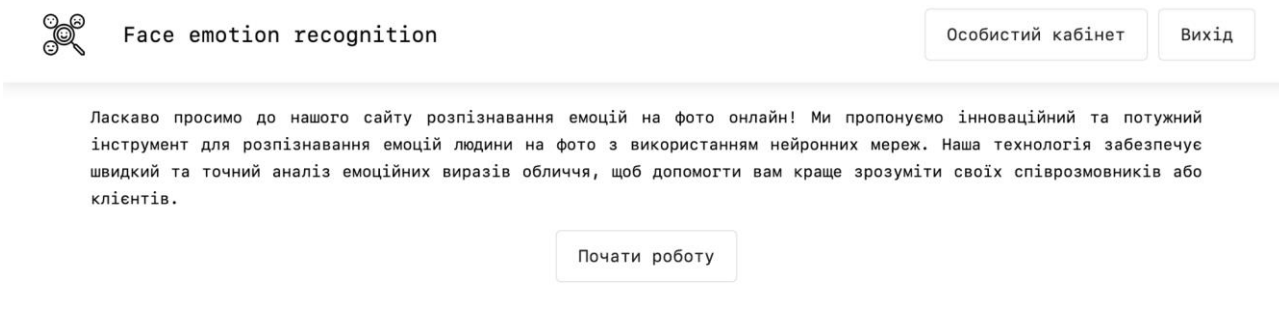 Face emotion recognition
Особистий кабінет
Вихід
Ласкаво просимо до нашого сайту розпізнавання емоцій на фото онлайн! Ми пропонуємо інноваційний та потужний
інструмент для розпізнавання емоцій людини на фото з використанням нейронних мереж. Наша технологія забезпечує
швидкий та точний аналіз емоційних виразів обличчя, щоб допомогти вам краще зрозуміти своїх співрозмовників або
клієнтів.
Почати роботу